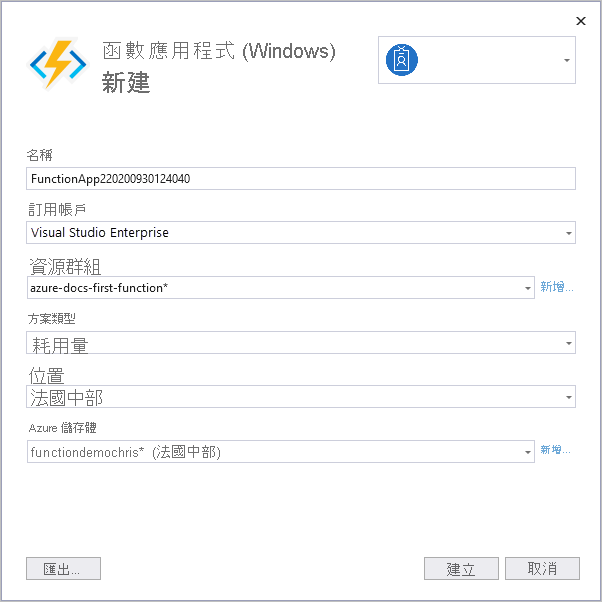 函數應用程式 (Windows)
新建
名稱
FunctionApp220200930124040
訂用帳戶
Visual Studio Enterprise
資源群組
azure-docs-first-function*
新增...
方案類型
耗用量
位置
法國中部
Azure 儲存體
functiondemochris* (法國中部)
新增...
匯出...
建立
取消